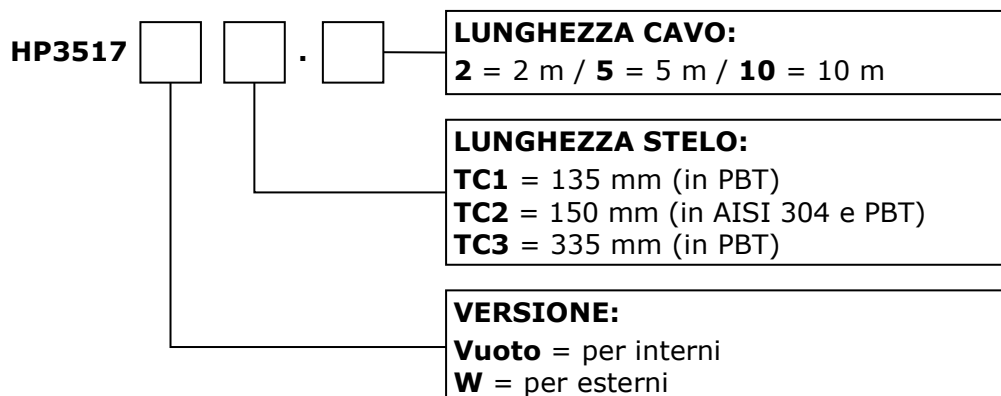 HP3517 .
LUNGHEZZA CAVO:
2 = 2 m / 5 = 5 m / 10 = 10 m
LUNGHEZZA STELO:
TC1 = 135 mm (in PBT)
TC2 = 150 mm (in AISI 304 e PBT)
TC3 = 335 mm (in PBT)
VERSIONE:
Vuoto = per interni
W = per esterni